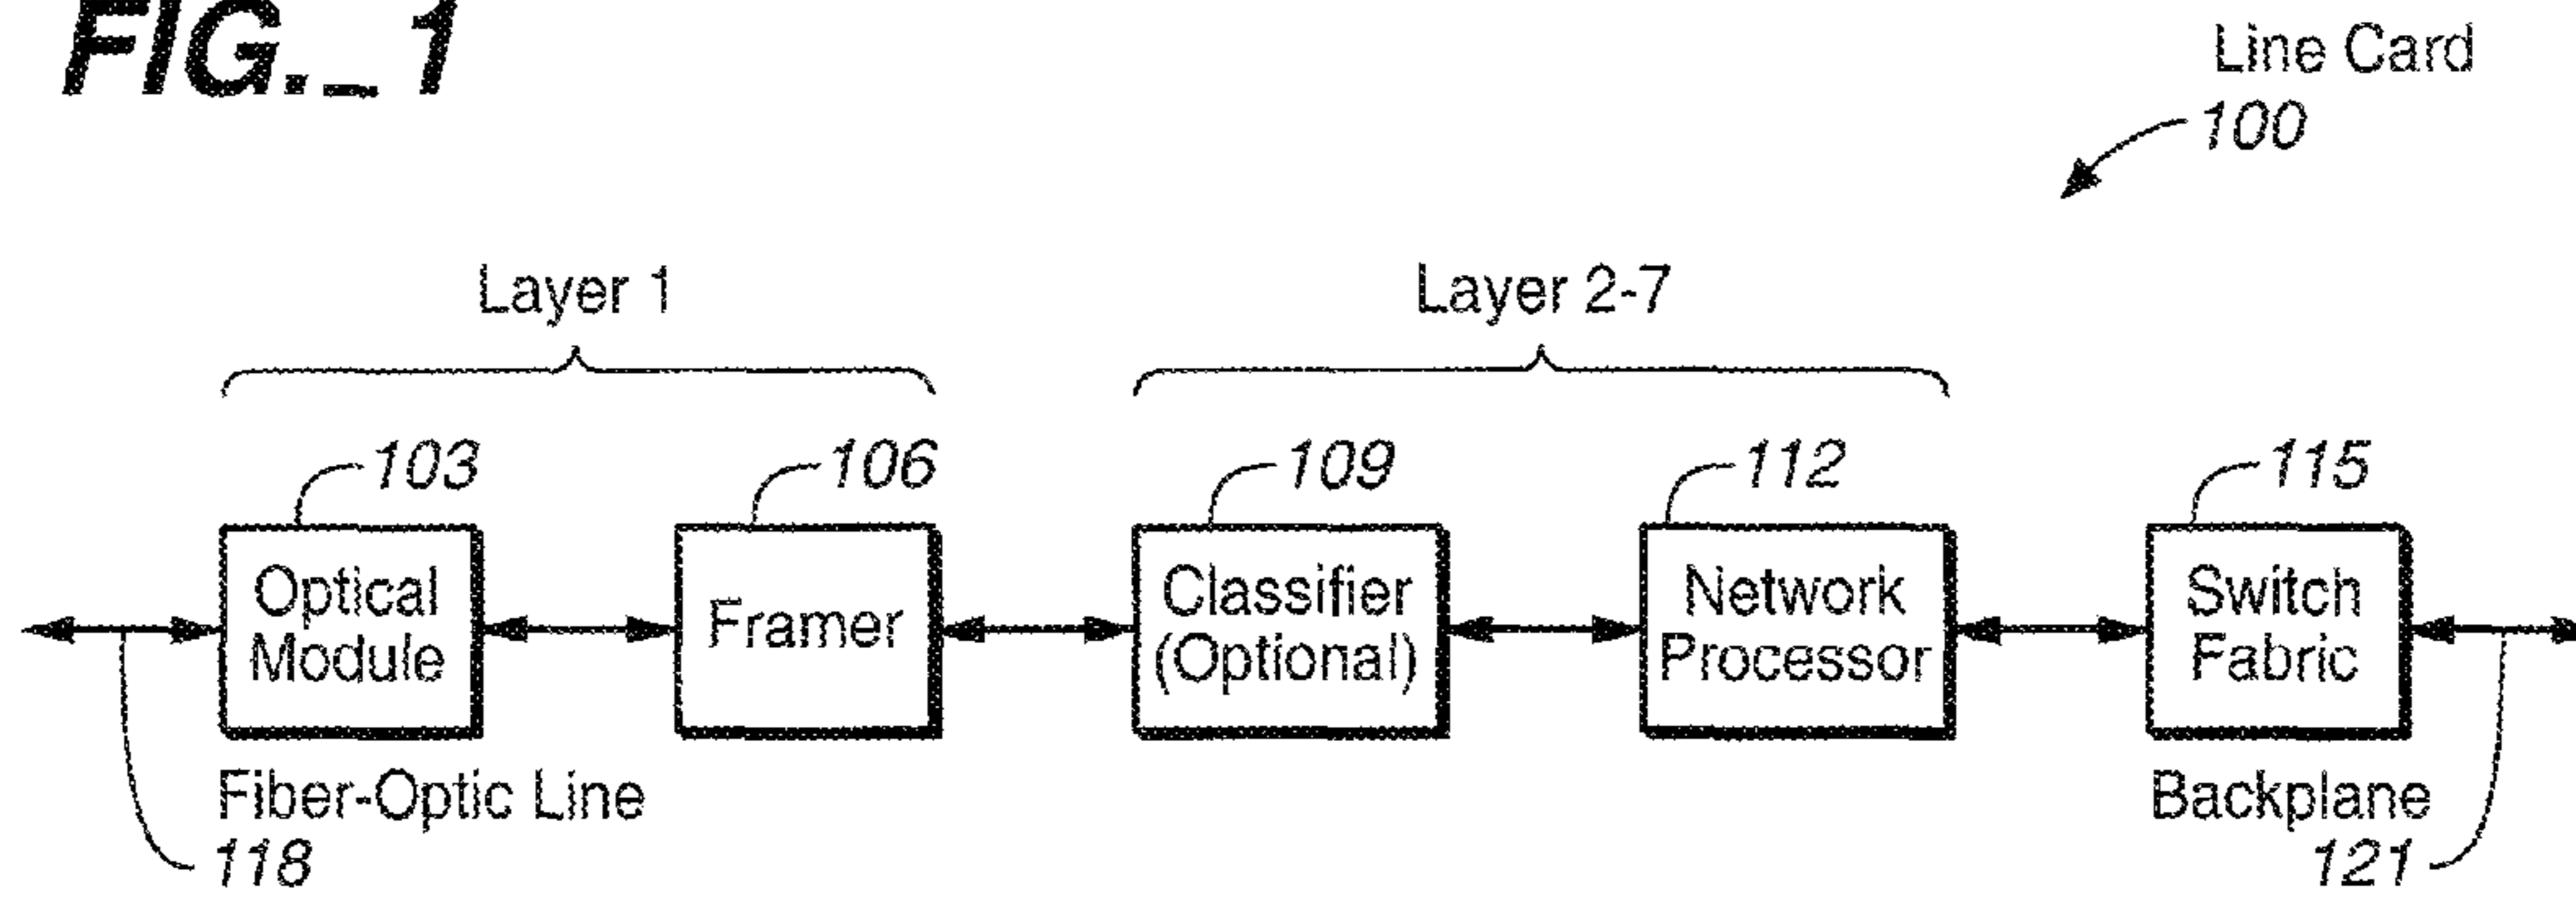 FIG._1
Line Card
100
Layer 1
Layer 2-7
103
106
109
112
115
Optical
Module
Framer
Classifier
(Optional)
Network
Processor
Switch
Fabric
Fiber-Optic Line
118
Backplane
121